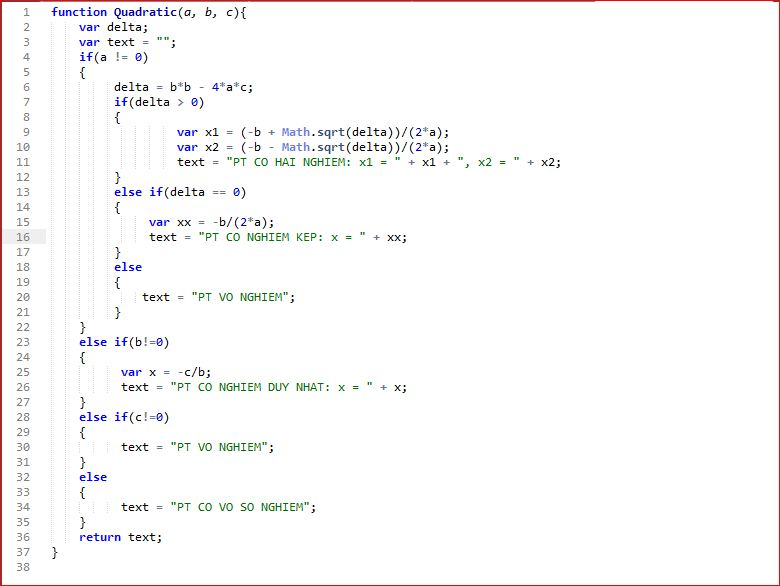 1 function Quadratic(a, b, c){
2 var delta;
3 var text = "";
4 if(a != 0)
5 {
6 delta = b*b - 4*a*c;
7 if(delta > 0)
8 {
9 var x1 = (-b + Math.sqrt(delta))/(2*a);
10 var x2 = (-b - Math.sqrt(delta))/(2*a);
11 text = "PT CO HAI NGHIEM: x1 = " + x1 + ", x2 = " + x2;
12 }
13 else if(delta == 0)
14 {
15 var xx = -b/(2*a);
16 text = "PT CO NGHIEM KEP: x = " + xx;
17 }
18 else
19 {
20 text = "PT VO NGHIEM";
21 }
22 }
23 else if(b!=0)
24 {
25 var x = -c/b;
26 text = "PT CO NGHIEM DUY NHAT: x = " + x;
27 }
28 else if(c!=0)
29 {
30 text = "PT VO NGHIEM";
31 }
32 else
33 {
34 text = "PT CO VO SO NGHIEM";
35 }
36 return text;
37 }
38